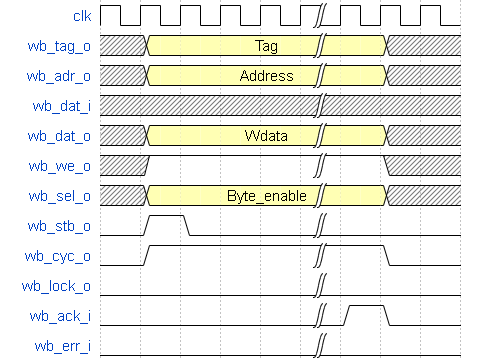 clk
wb_tag_o Tag
wb_adr_o Address
wb_dat_i
wb_dat_o Wdata
wb_we_o
wb_sel_o Byte_enable
wb_stb_o
wb_cyc_o
wb_lock_o
wb_ack_i
wb_err_i